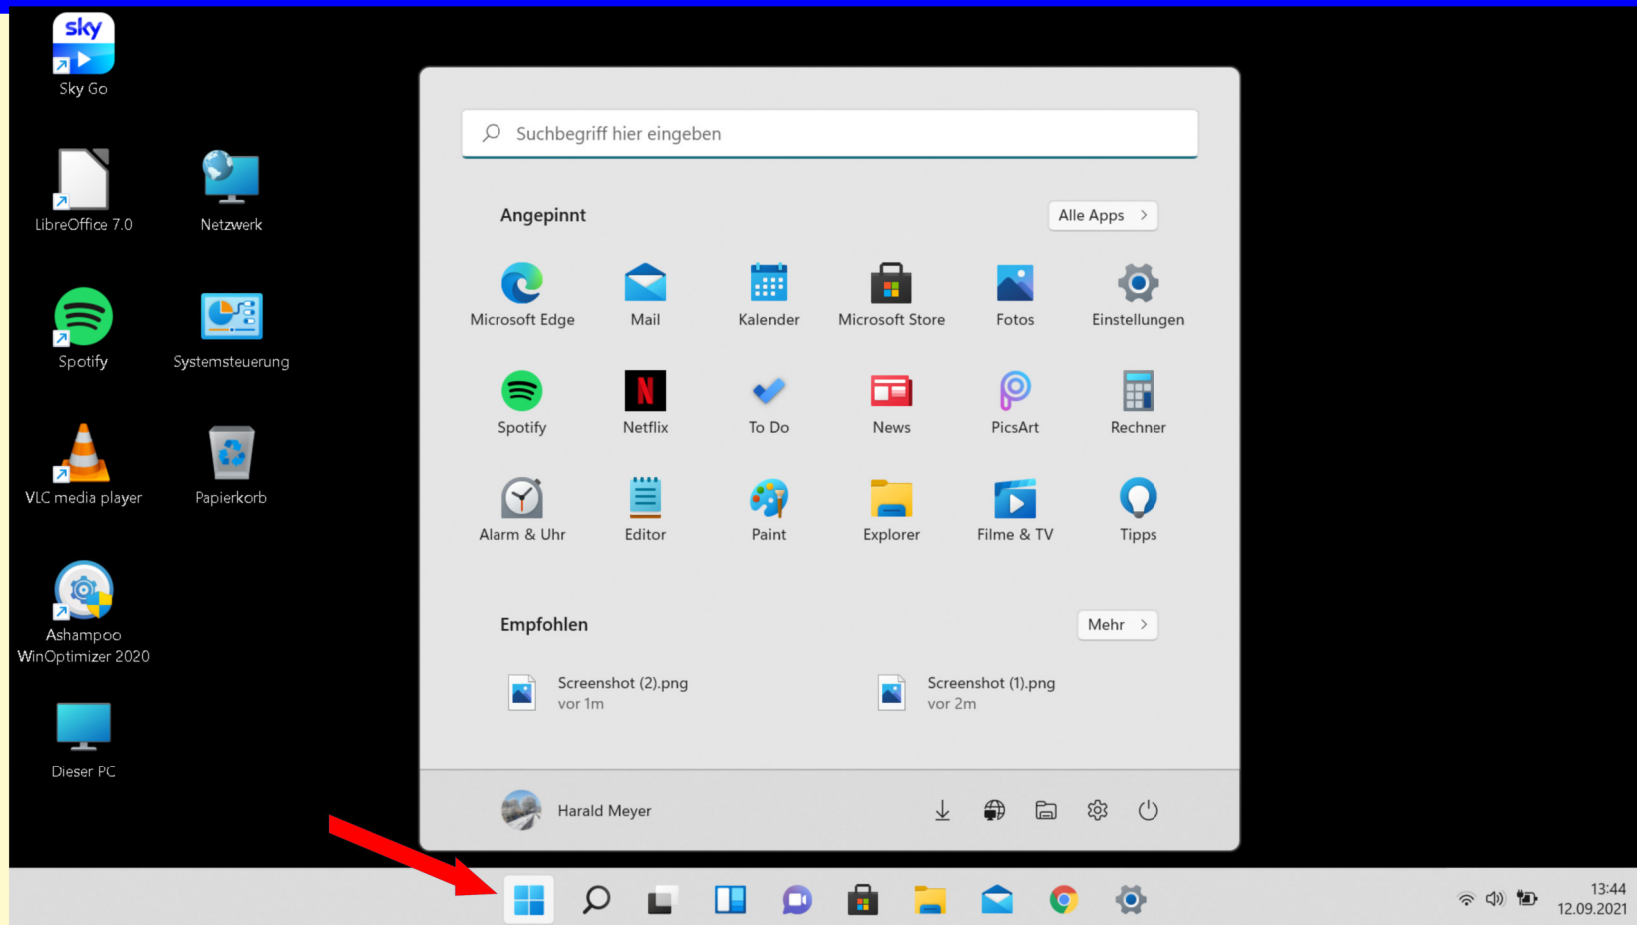 sky
Sky Go
LibreOffice 7.0
Netzwerk
Spotify
Systemsteuerung
VLC media player
Papierkorb
Ashampoo
WinOptimizer 2020
Dieser PC
Suchbegriff hier eingeben
Angepinnt
Alle Apps
Microsoft Edge
Mail
Kalender
Microsoft Store
Fotos
Einstellungen
Spotify
Netflix
To Do
News
PicsArt
Rechner
Alarm & Uhr
Editor
Paint
Explorer
Filme & TV
Tipps
Empfohlen
Mehr
Screenshot (2).png
vor 1m
Screenshot (1).png
vor 2m
Harald Meyer
13:44
12.09.2021